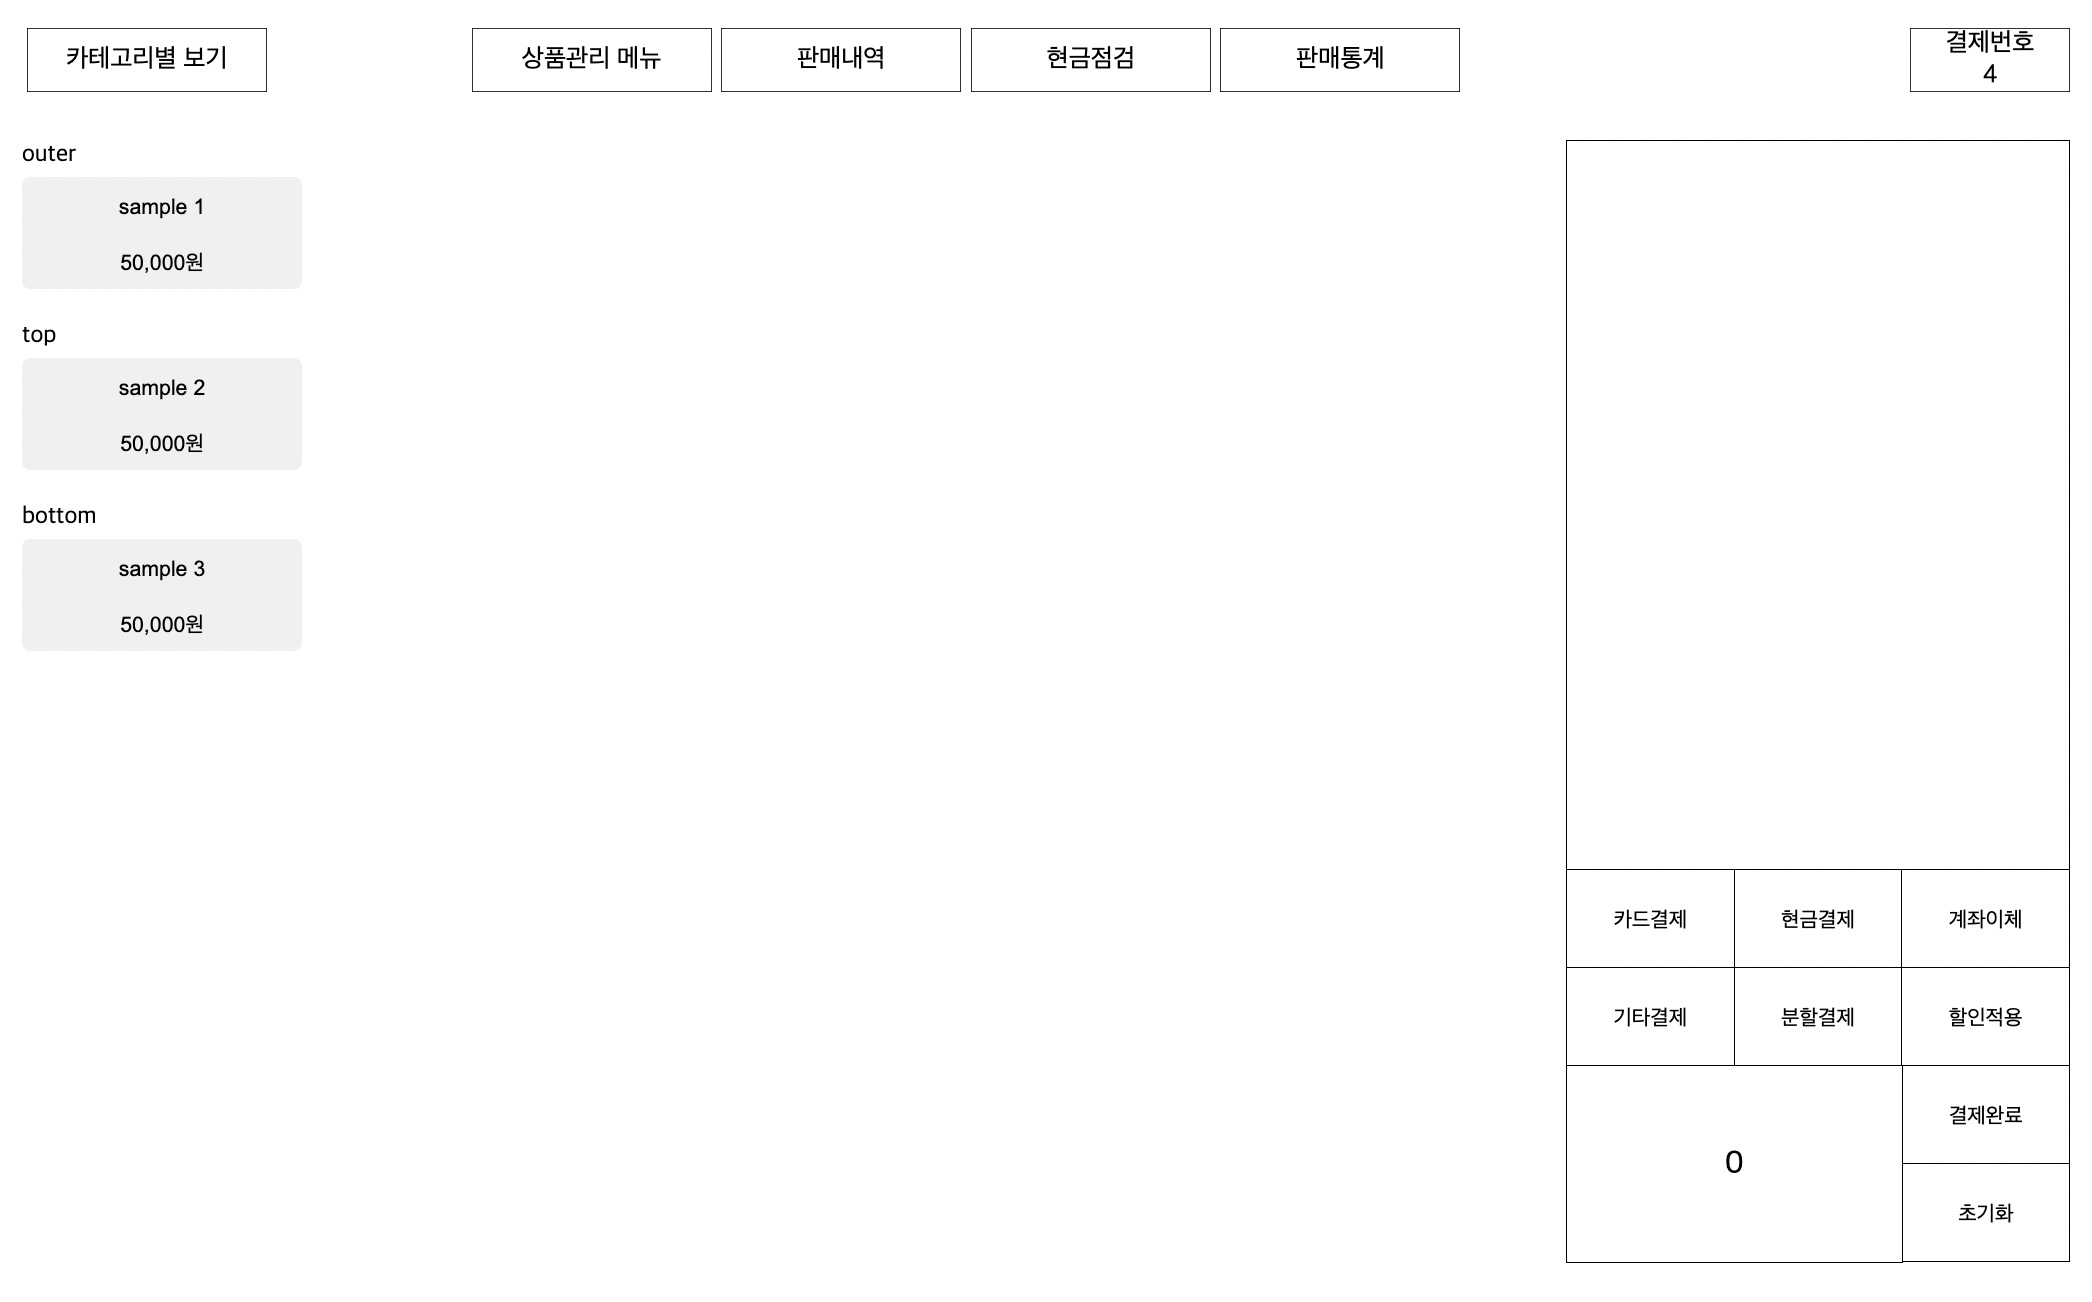 카테고리별 보기
상품관리 메뉴
판매내역
현금점검
판매통계
결제번호
4
outer
sample 1
50,000원
top
sample 2
50,000원
bottom
sample 3
50,000원
카드결제
현금결제
계좌이체
기타결제
분할결제
할인적용
0
결제완료
초기화